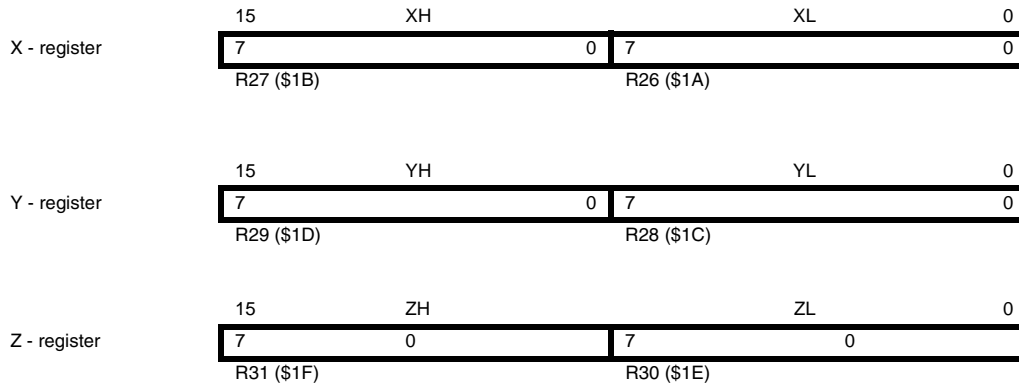 15 XH XL 0
X - register 7 0 7 0
R27 ($1B) R26 ($1A)
15 YH YL 0
Y - register 7 0 7 0
R29 ($1D) R28 ($1C)
15 ZH ZL 0
Z - register 7 0 7 0
R31 ($1F) R30 ($1E)